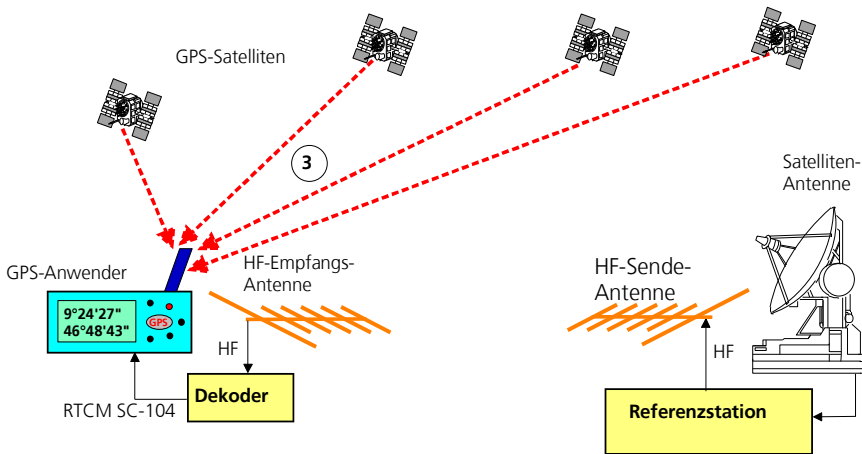 GPS-Satelliten
3
Satelliten-
Antenne
GPS-Anwender
HF-Empfangs-
Antenne
HF-Sende-
Antenne
9°24'27"
46°48'43"
GPS
HF
HF
RTCM SC-104
Dekoder
Referenzstation